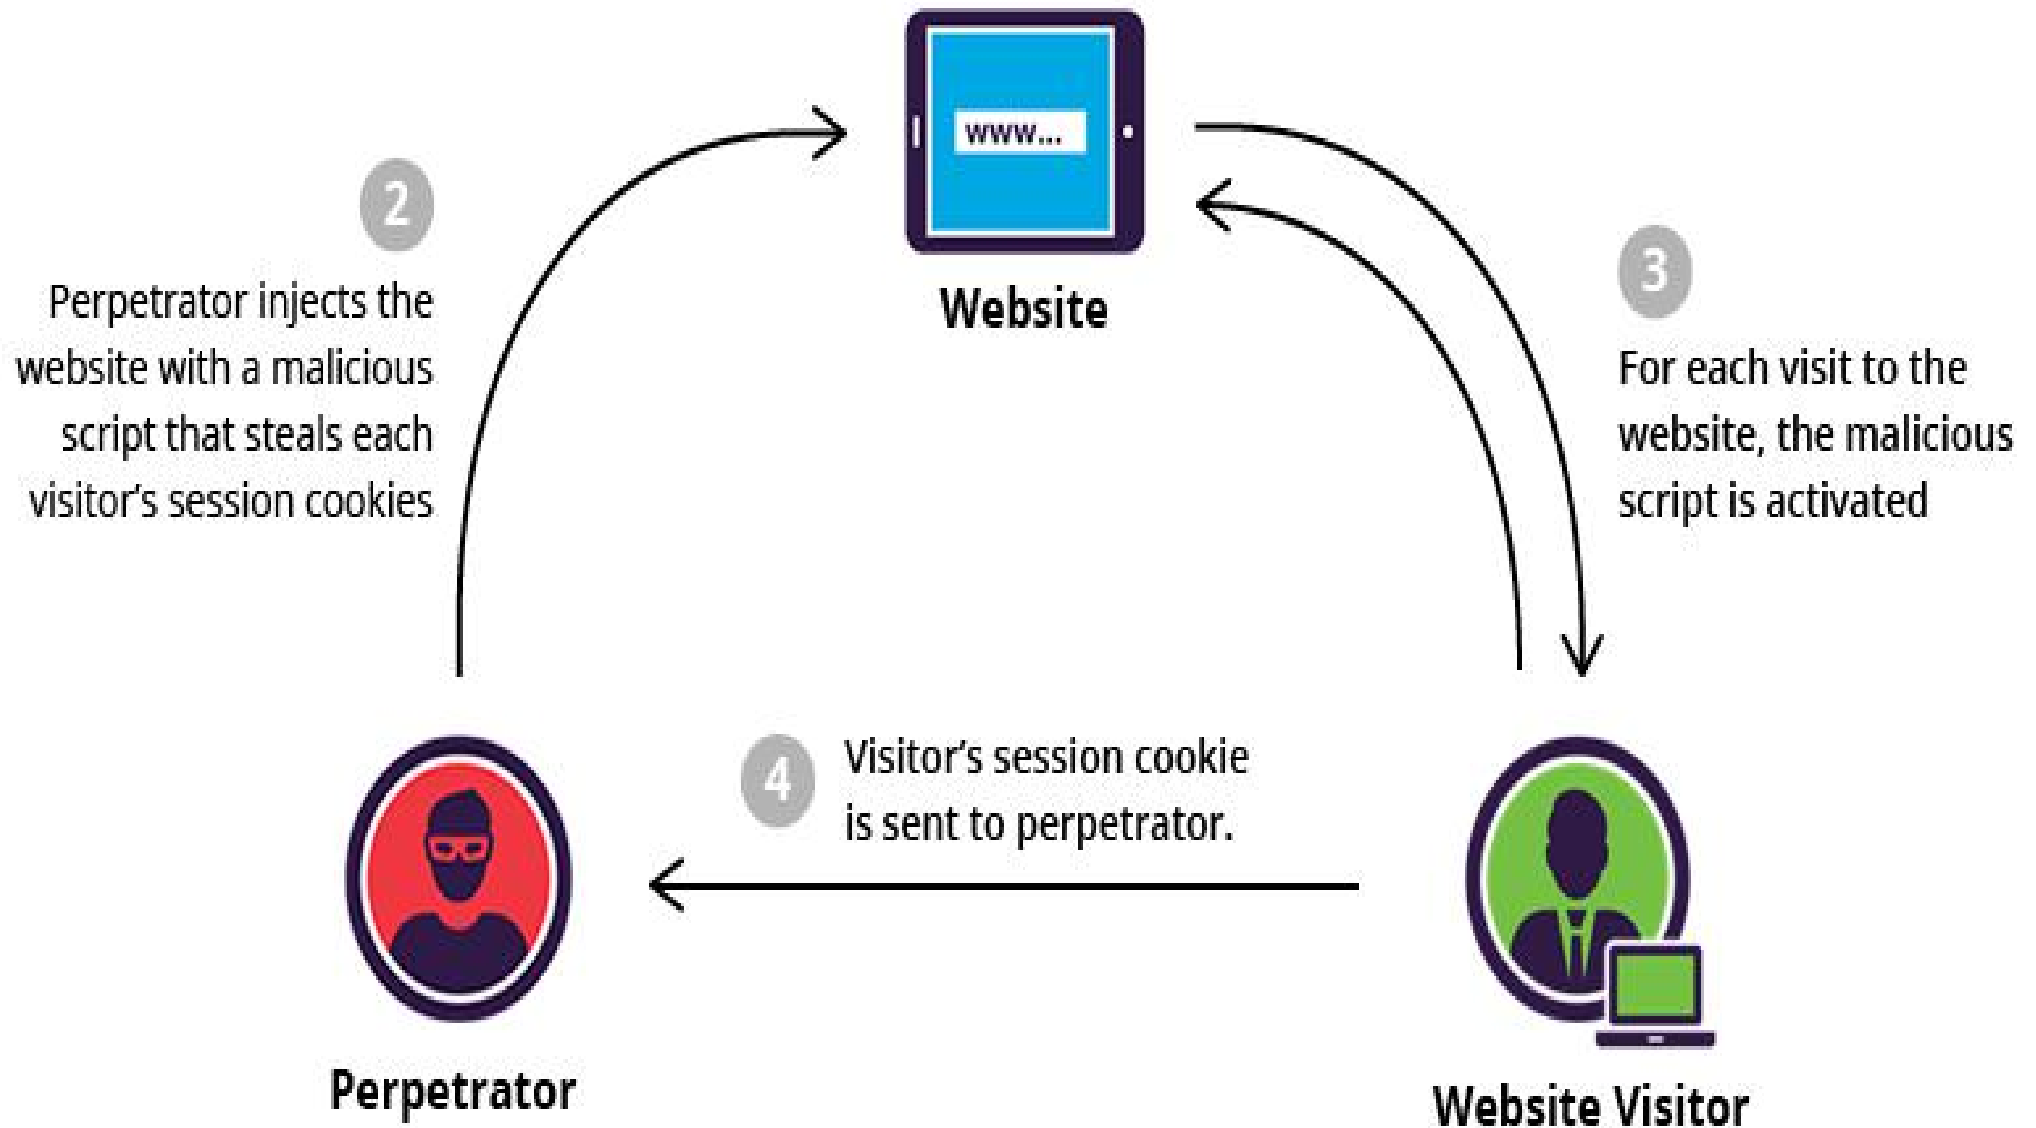 www...
Website
2
Perpetrator injects the
website with a malicious
script that steals each
visitor's session cookies
3
For each visit to the
website, the malicious
script is activated
4
Visitor's session cookie
is sent to perpetrator.
Perpetrator
Website Visitor